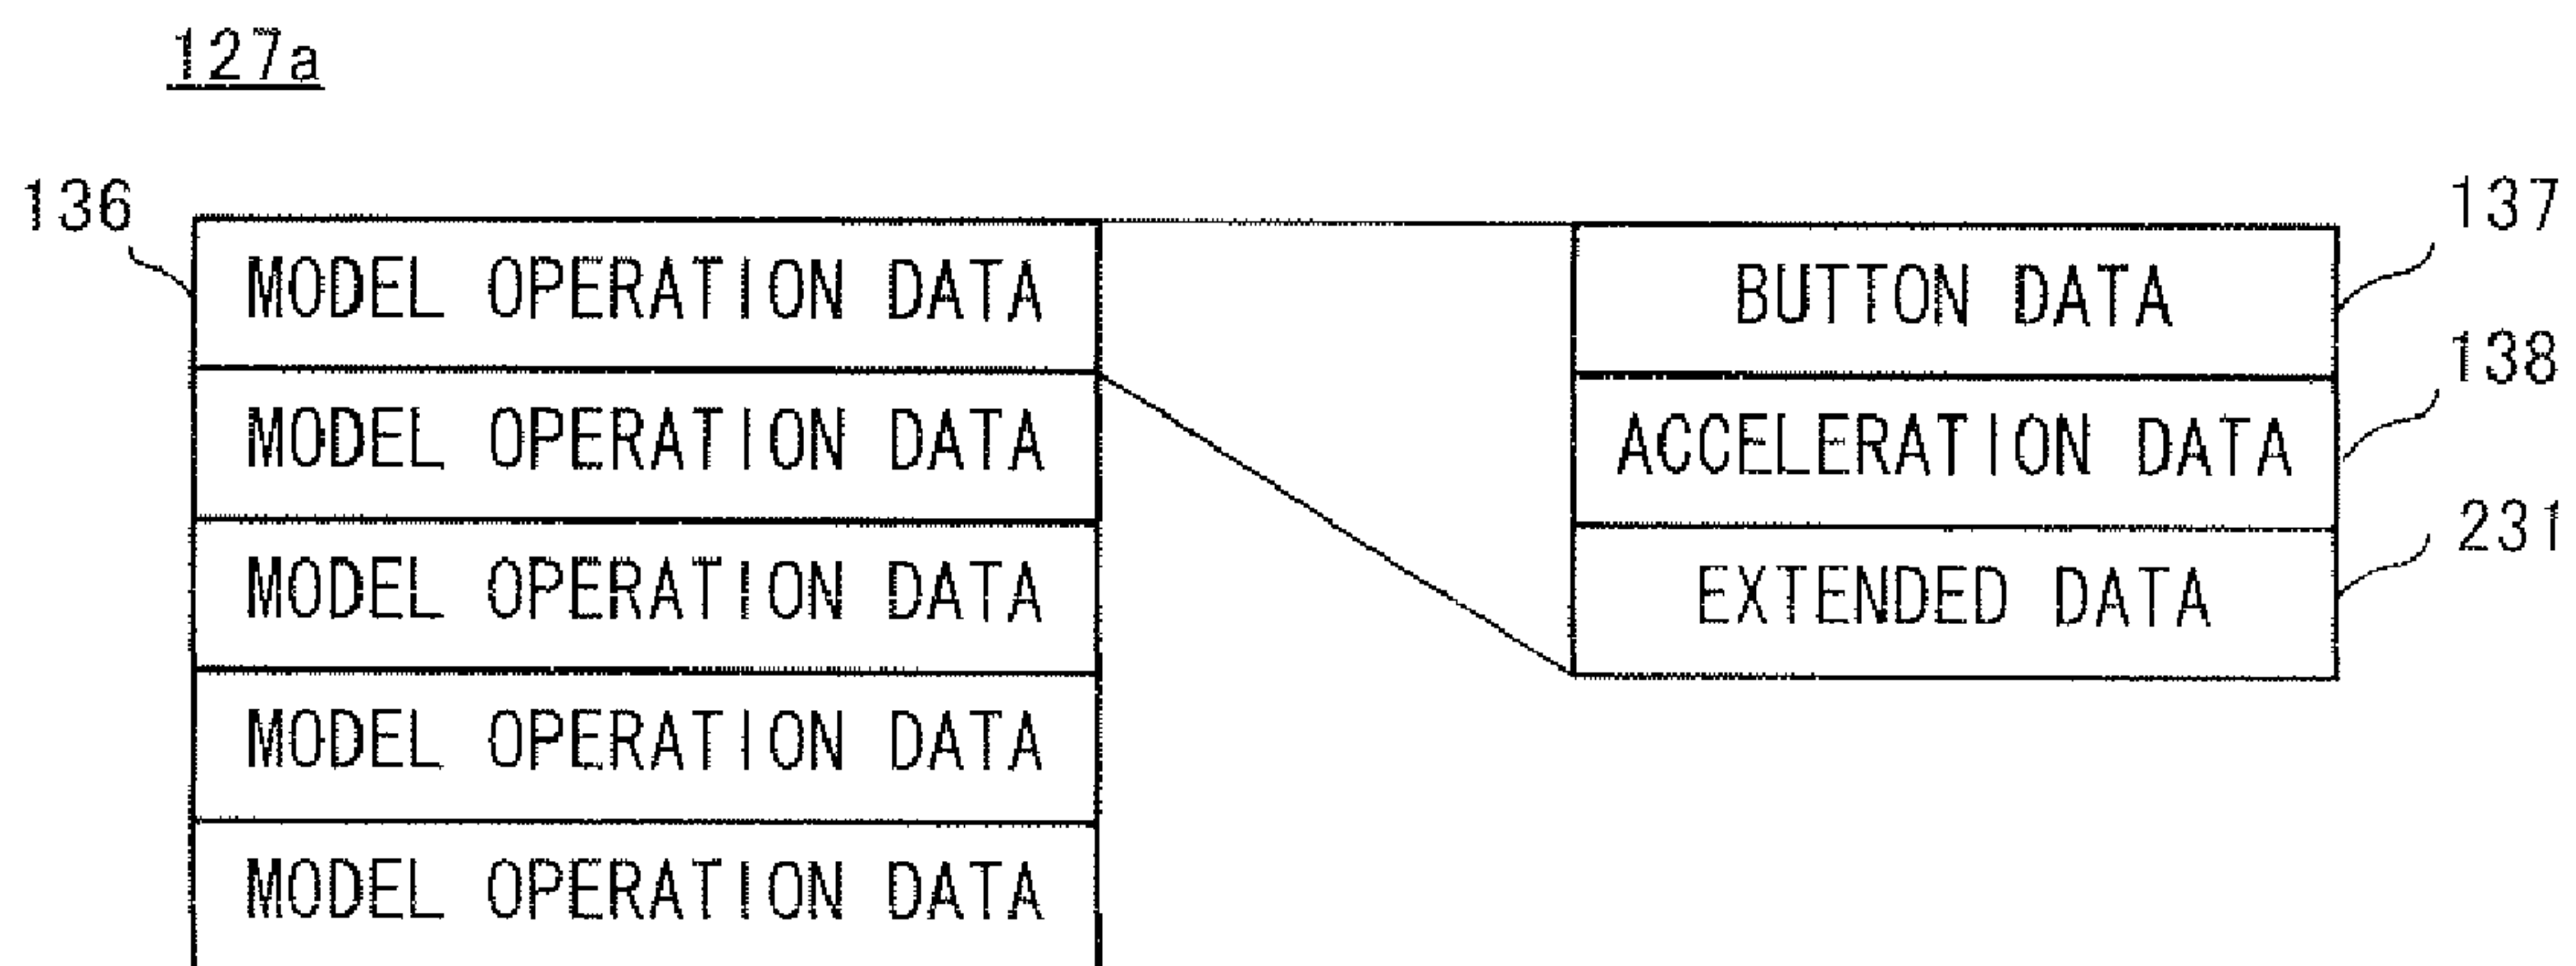 127a
136
137
MODEL OPERATION DATA
BUTTON DATA
138
MODEL OPERATION DATA
ACCELERATION DATA
231
MODEL OPERATION DATA
EXTENDED DATA
MODEL OPERATION DATA
MODEL OPERATION DATA